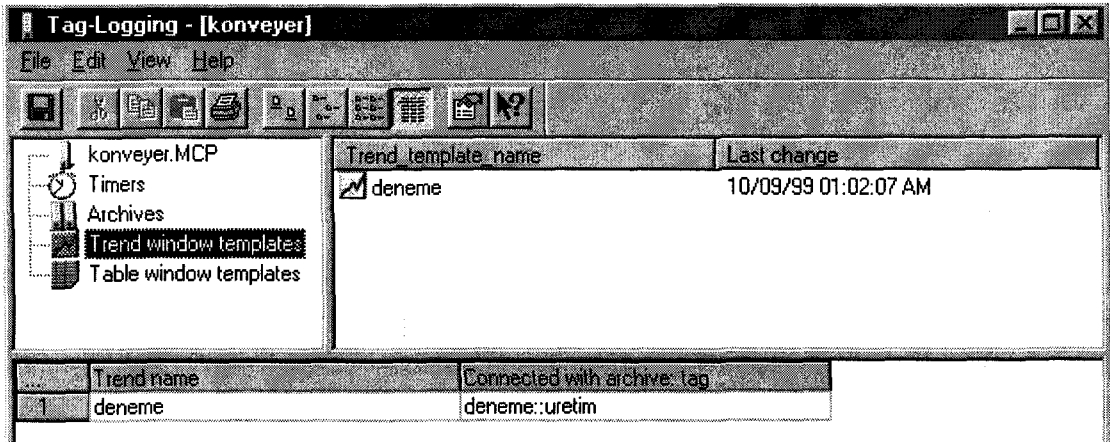 Tag-Logging - [konveyer]
File Edit View Help
konveyer.MCP
Timers
Archives
Trend window templates
Table window templates
Trend_template_name Last change
deneme 10/09/99 01:02:07 AM
... Trend name Connected with archive: tag
1 deneme deneme::uretim